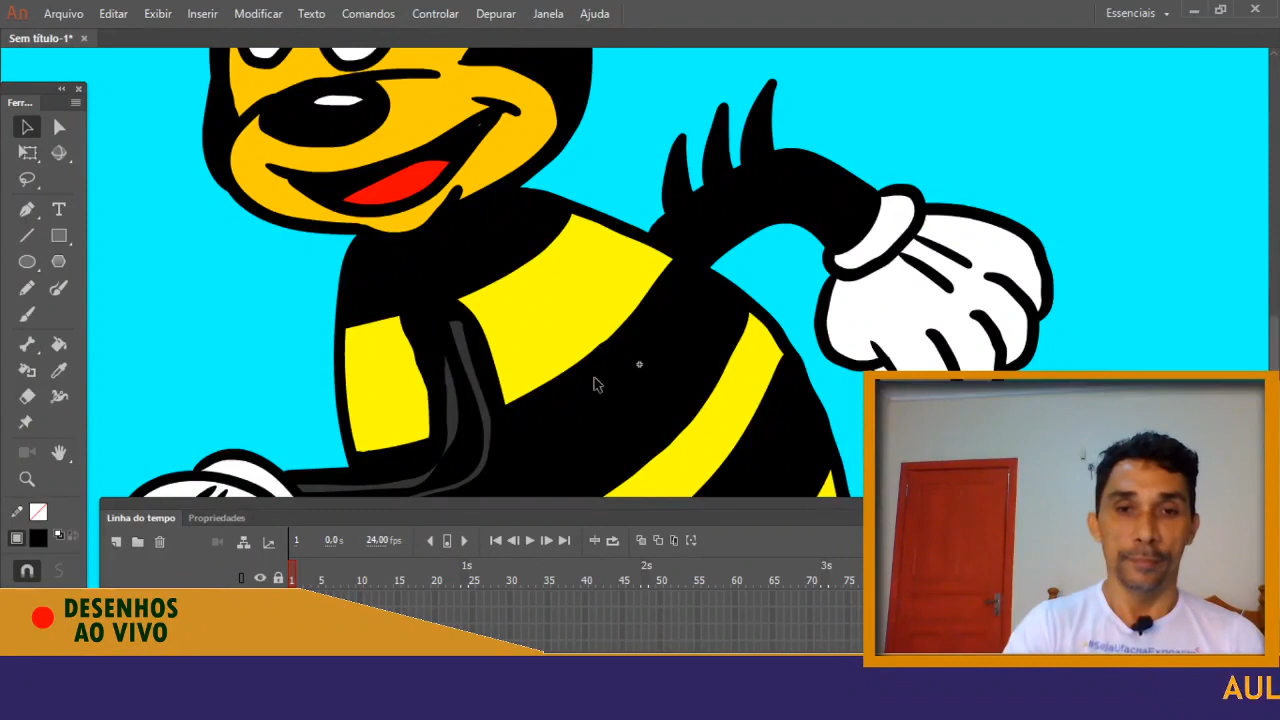 An Arquivo Editar Exibir Inserir Modificar Texto Comandos Controlar Depurar Janela Ajuda Essenciais
Sem título-1*
Ferr...
Linha do tempo Propriedades
1 0,0 s 24,00 fps
1s 2s 3s
1 5 10 15 20 25 30 35 40 45 50 55 60 65 70 75
DESENHOS
AO VIVO
AUL